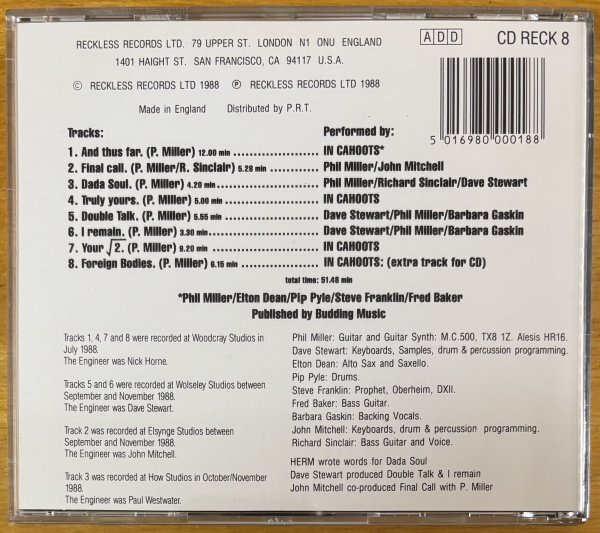 RECKLESS RECORDS LTD. 79 UPPER ST. LONDON N1 ONU ENGLAND
1401 HAIGHT ST. SAN FRANCISCO, CA 94117 U.S.A.
© RECKLESS RECORDS LTD 1988 ℗ RECKLESS RECORDS LTD 1988
Made in England Distributed by P.R.T.
ADD CD RECK 8
5 016980 000188
Tracks: Performed by:
1. And thus far. (P. Miller) 12.00 min ..................... IN CAHOOTS*
2. Final call. (P. Miller/R. Sinclair) 5.28 min .............. Phil Miller/John Mitchell
3. Dada Soul. (P. Miller) 4.20 min ......................... Phil Miller/Richard Sinclair/Dave Stewart
4. Truly yours. (P. Miller) 5.00 min ....................... IN CAHOOTS
5. Double Talk. (P. Miller) 5.55 min ...................... Dave Stewart/Phil Miller/Barbara Gaskin
6. I remain. (P. Miller) 3.30 min........................... Dave Stewart/Phil Miller/Barbara Gaskin
7. Your √2. (P. Miller) 9.20 min .......................... IN CAHOOTS
8. Foreign Bodies. (P. Miller) 6.15 min ................... IN CAHOOTS: (extra track for CD)
total time: 51.48 min
*Phil Miller/Elton Dean/Pip Pyle/Steve Franklin/Fred Baker
Published by Budding Music
Tracks 1, 4, 7 and 8 were recorded at Woodcray Studios in
July 1988.
The Engineer was Nick Horne.
Tracks 5 and 6 were recorded at Wolseley Studios between
September and November 1988.
The Engineer was Dave Stewart.
Track 2 was recorded at Elsynge Studios between
September and November 1988.
The Engineer was John Mitchell.
Track 3 was recorded at How Studios in October/November
1988.
The Engineer was Paul Westwater.
Phil Miller: Guitar and Guitar Synth: M.C.500, TX8 1Z. Alesis HR16.
Dave Stewart: Keyboards, Samples, drum & percussion programming.
Elton Dean: Alto Sax and Saxello.
Pip Pyle: Drums.
Steve Franklin: Prophet, Oberheim, DXII.
Fred Baker: Bass Guitar.
Barbara Gaskin: Backing Vocals.
John Mitchell: Keyboards, drum & percussion programming.
Richard Sinclair: Bass Guitar and Voice.
HERM wrote words for Dada Soul
Dave Stewart produced Double Talk & I remain
John Mitchell co-produced Final Call with P. Miller